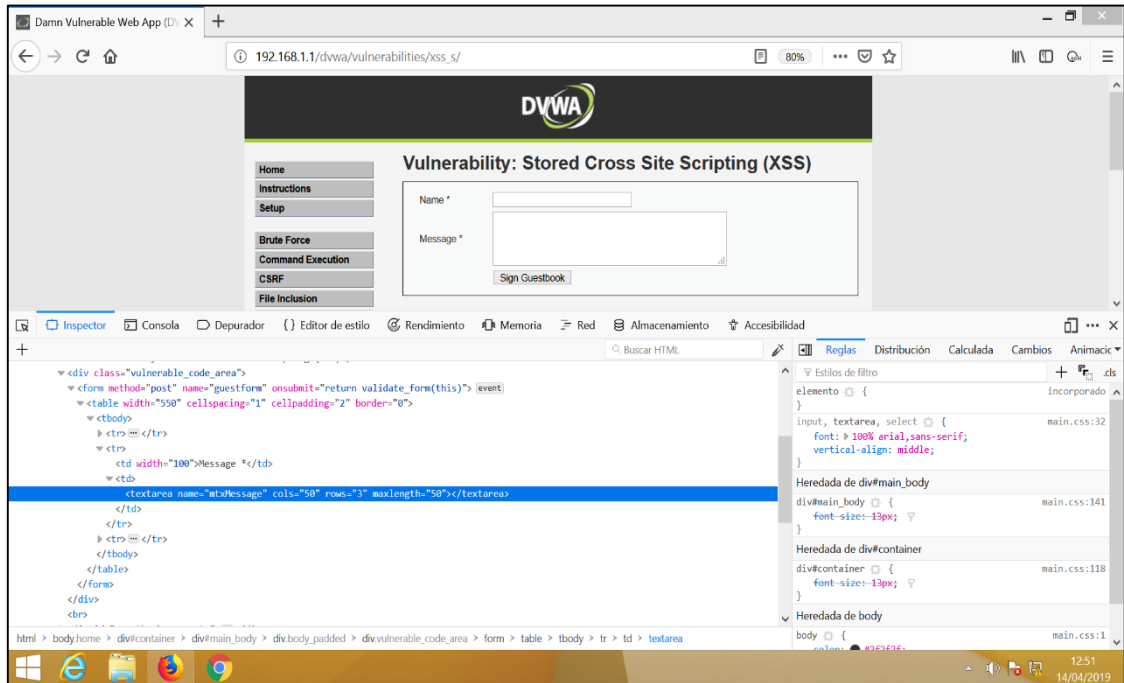 Damn Vulnerable Web App (DV
192.168.1.1/dvwa/vulnerabilities/xss_s/
80%
DVWA
Home
Instructions
Setup
Brute Force
Command Execution
CSRF
File Inclusion
Vulnerability: Stored Cross Site Scripting (XSS)
Name *
Message *
Sign Guestbook
Inspector Consola Depurador {} Editor de estilo Rendimiento Memoria Red Almacenamiento Accesibilidad
Buscar HTML
<div class="vulnerable_code_area">
<form method="post" name="guestform" onsubmit="return validate_form(this)"> event
<table width="550" cellspacing="1" cellpadding="2" border="0">
<tbody>
<tr> </tr>
<tr>
<td width="100">Message *</td>
<td>
<textarea name="mtxMessage" cols="50" rows="3" maxlength="50"></textarea>
</td>
</tr>
<tr> </tr>
</tbody>
</table>
</form>
</div>
<br>
html > body.home > div#container > div#main_body > div.body_padded > div.vulnerable_code_area > form > table > tbody > tr > td > textarea
Reglas Distribución Calculada Cambios Animacic
Estilos de filtro
.cls
elemento { incorporado
}
input, textarea, select { main.css:32
font: 100% arial,sans-serif;
vertical-align: middle;
}
Heredada de div#main_body
div#main_body { main.css:141
font-size: 13px;
}
Heredada de div#container
div#container { main.css:118
font-size: 13px;
}
Heredada de body
body { main.css:1
12:51
14/04/2019